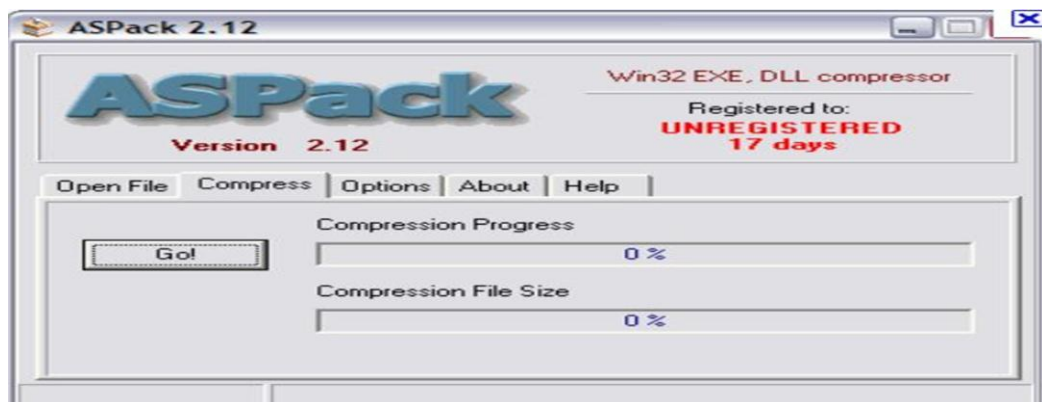 ASPack 2.12
ASPack
Version 2.12
Win32 EXE, DLL compressor
Registered to:
UNREGISTERED
17 days
Open File Compress Options About Help
Go!
Compression Progress
0 %
Compression File Size
0 %